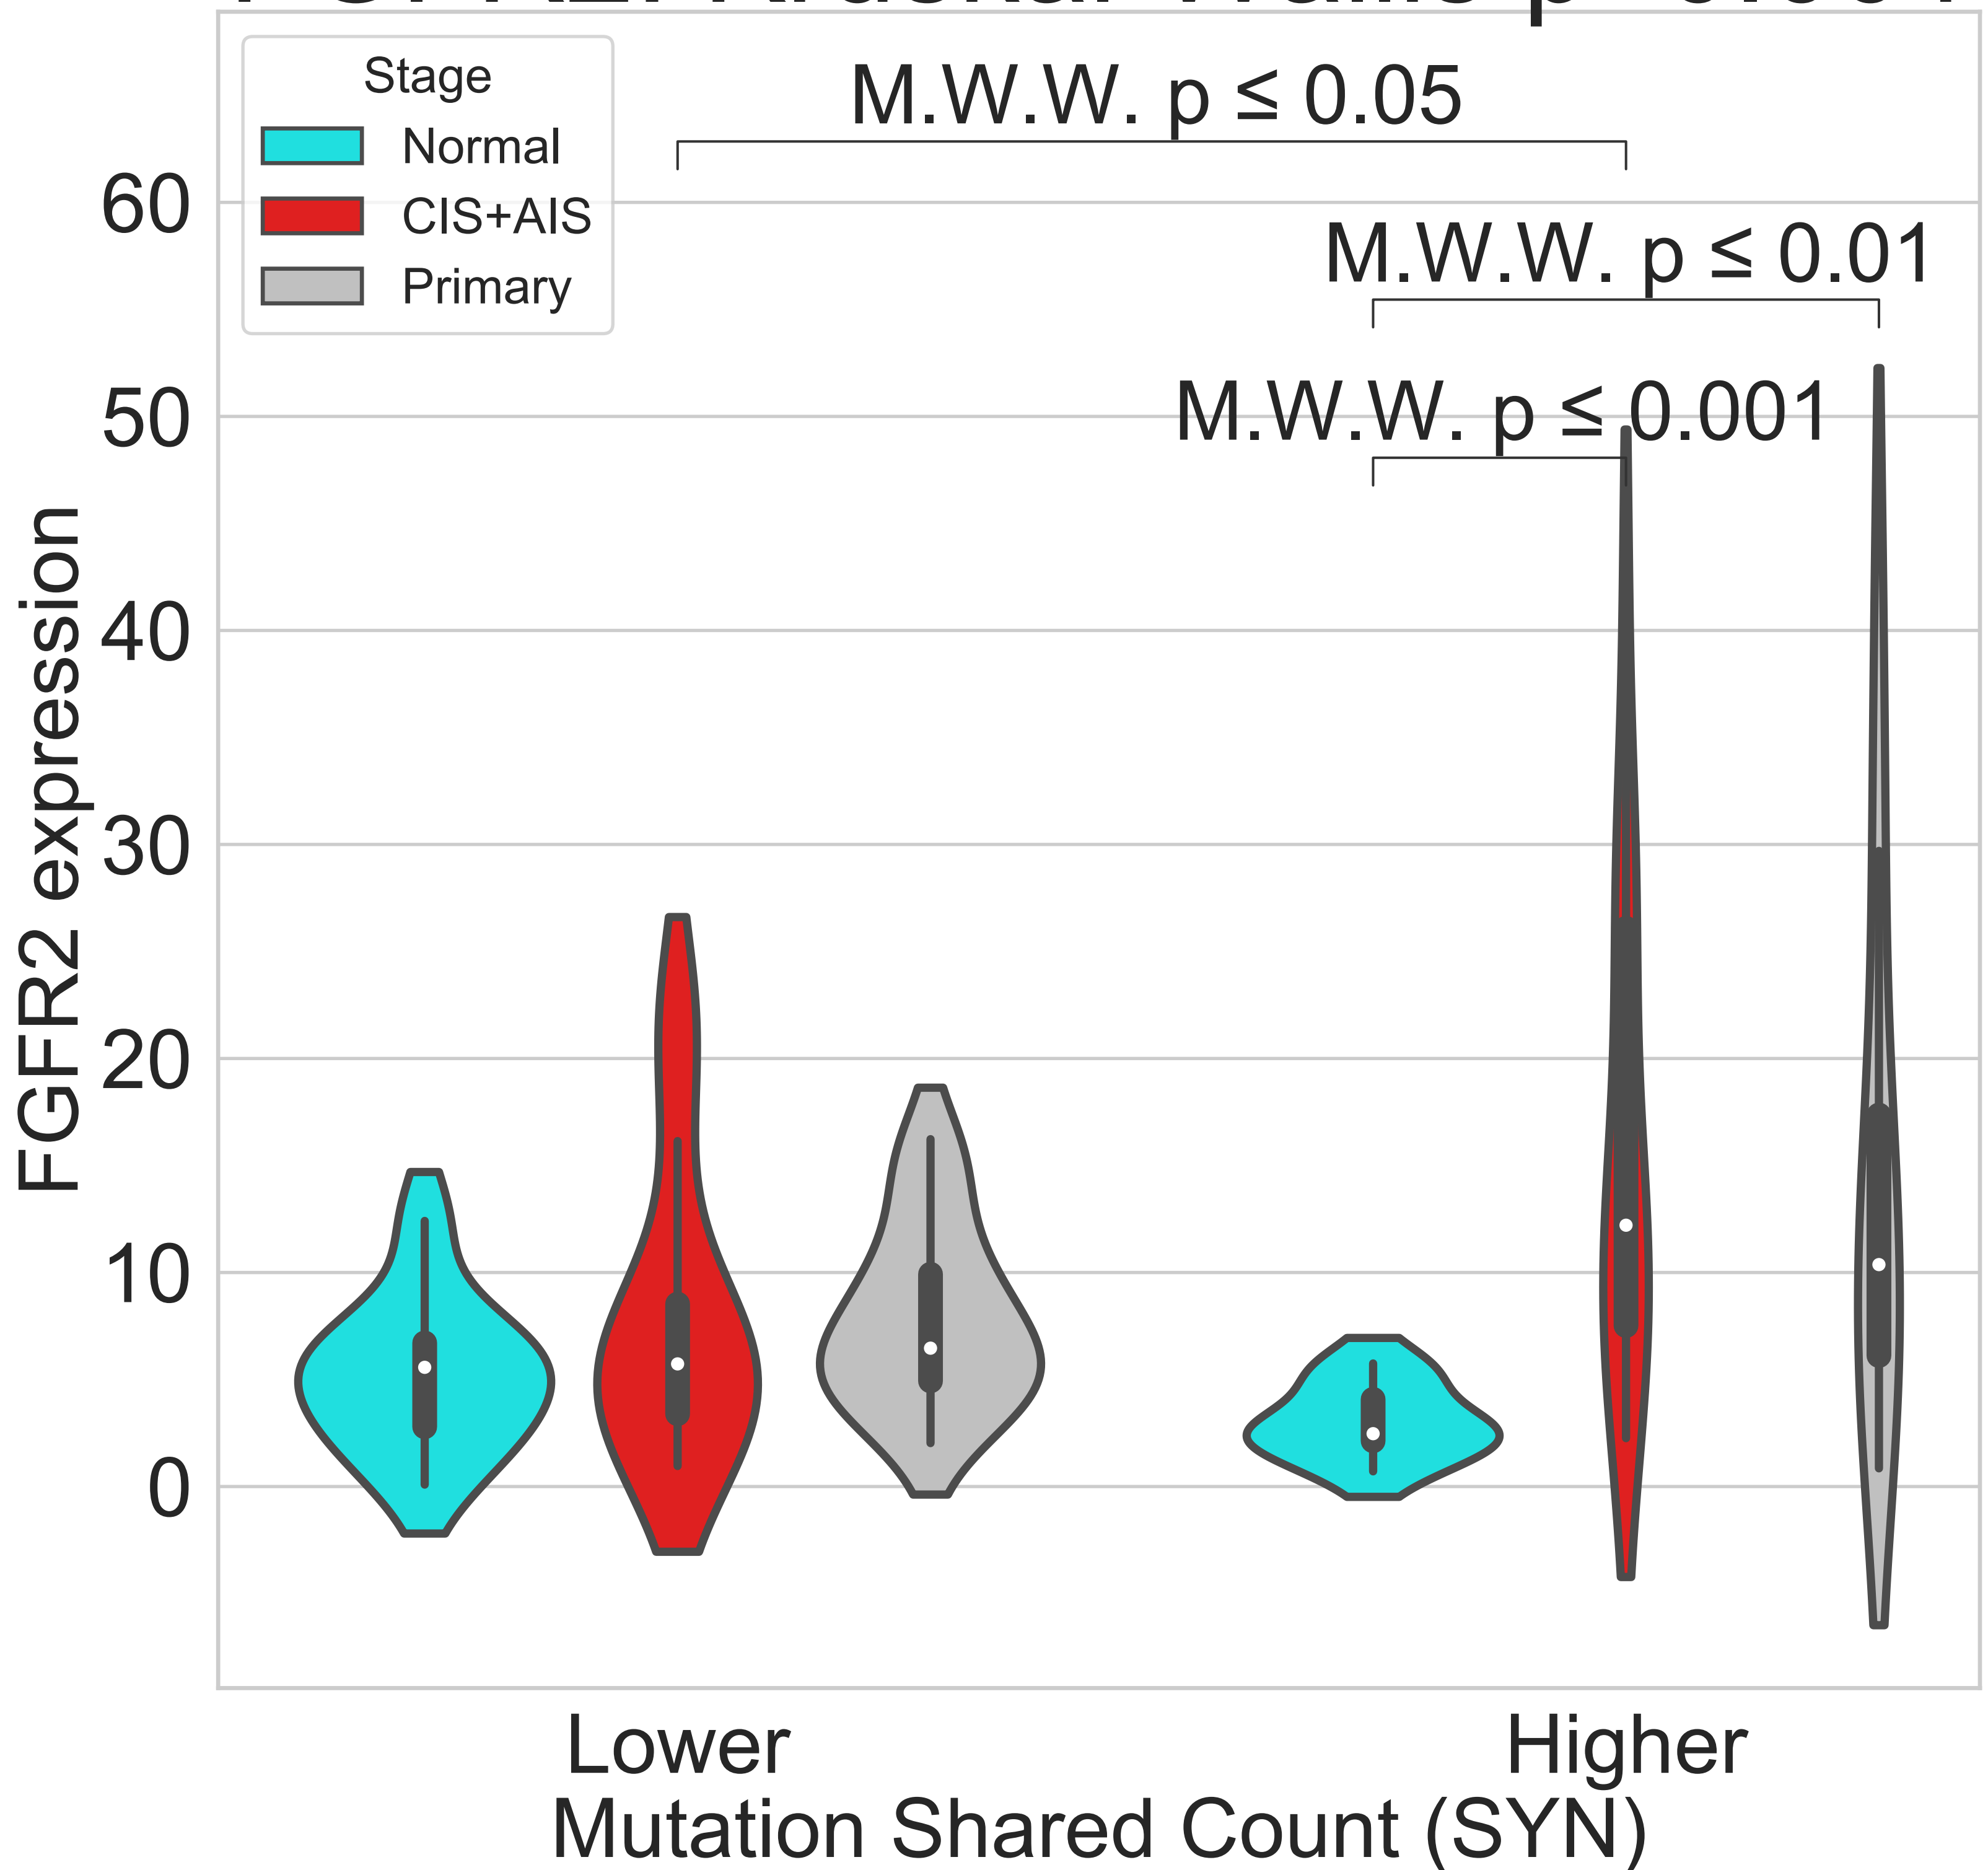 Stage
Normal
CIS+AIS
Primary
M.W.W. p ≤ 0.05
M.W.W. p ≤ 0.01
M.W.W. p ≤ 0.001
60
50
40
30
20
10
0
FGFR2 expression
Lower
Higher
Mutation Shared Count (SYN)